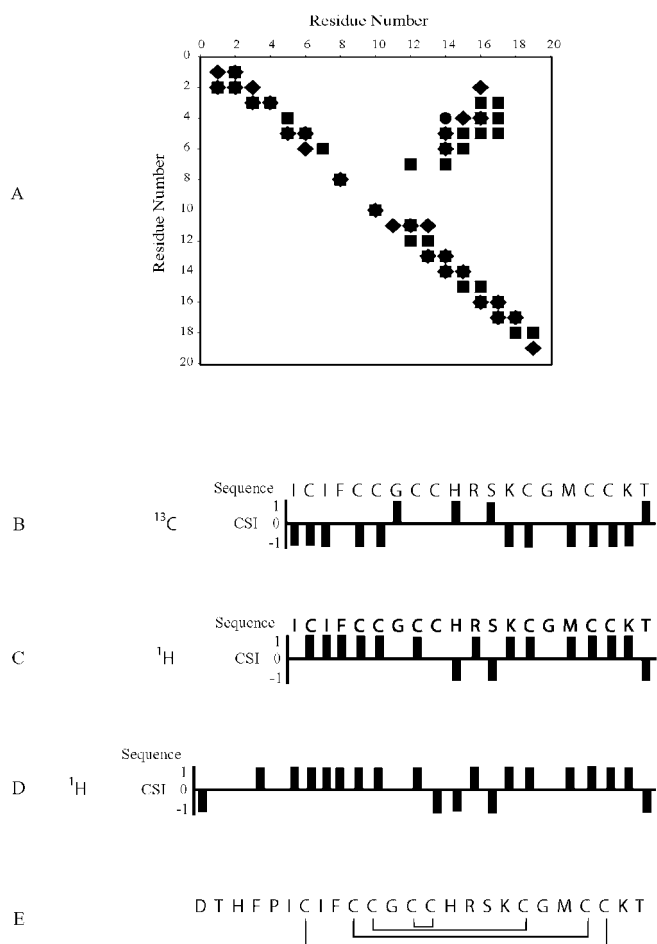 Residue Number
0 2 4 6 8 10 12 14 16 18 20
0
2
4
6
8
10
12
14
16
18
20
Residue Number
A
Sequence I C I F C C G C C H R S K C G M C C K T
B 13C CSI 1 0 -1
Sequence I C I F C C G C C H R S K C G M C C K T
C 1H CSI 1 0 -1
Sequence
D 1H CSI 1 0 -1
E D T H F P I C I F C C G C C H R S K C G M C C K T